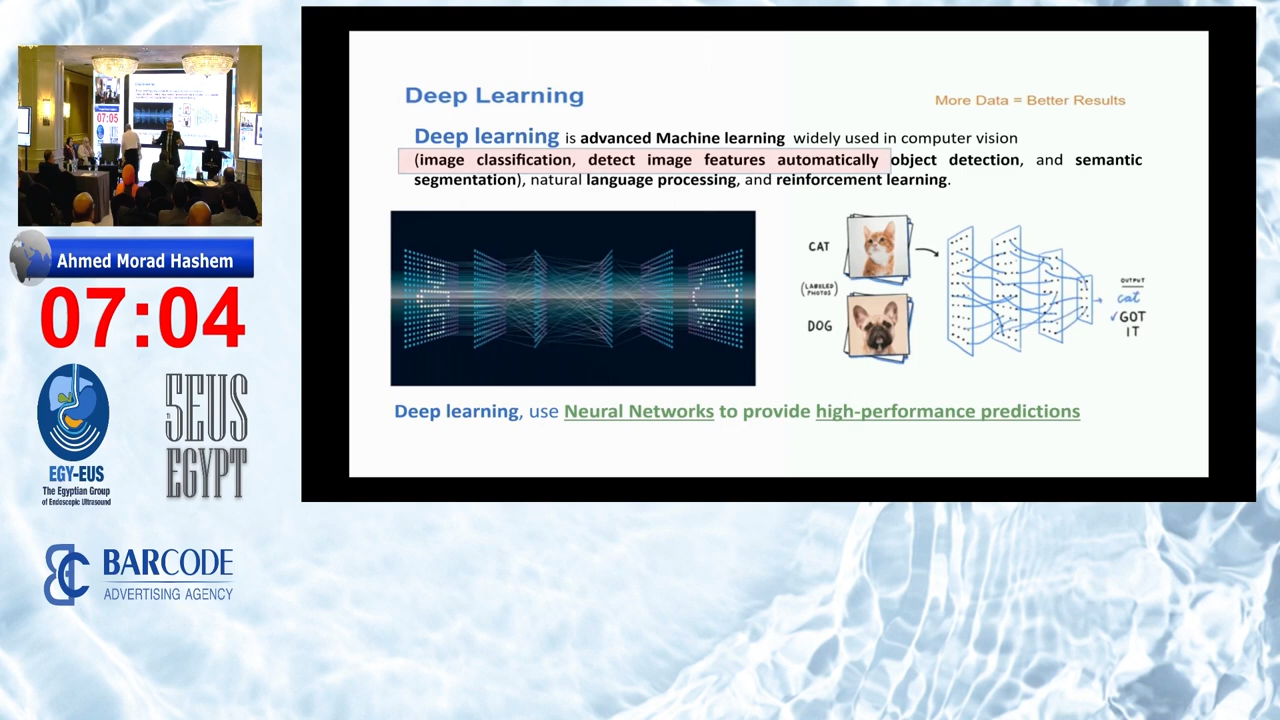 Deep Learning
More Data = Better Results
Deep learning is advanced Machine learning widely used in computer vision
(image classification, detect image features automatically object detection, and semantic
segmentation), natural language processing, and reinforcement learning.
CAT
(LABELED PHOTOS)
DOG
OUTPUT
cat
✓GOT
IT
Deep learning, use Neural Networks to provide high-performance predictions
07:05
Ahmed Morad Hashem
07:04
EGY-EUS
The Egyptian Group
of Endoscopic Ultrasound
5EUS
EGYPT
BARCODE
ADVERTISING AGENCY